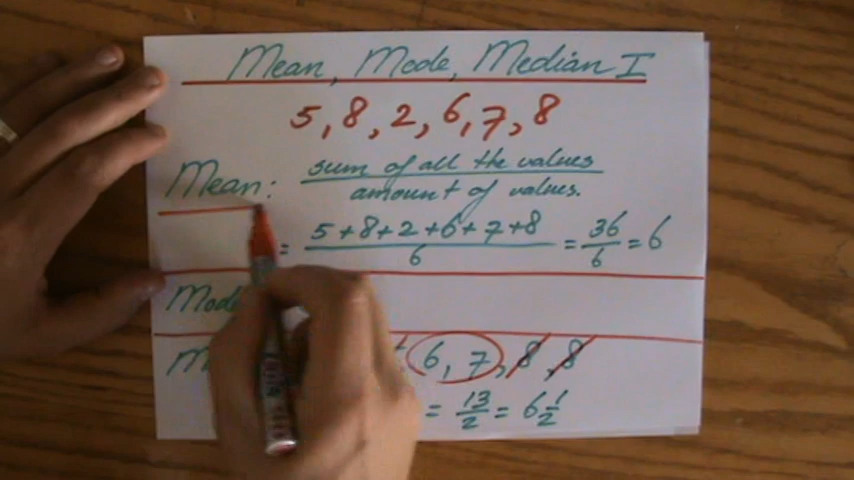 Mean, Mode, Median I
5, 8, 2, 6, 7, 8
Mean: sum of all the values
amount of values.
= 5+8+2+6+7+8 = 36 = 6
6 6
6, 7, 8, 8
= 13 = 6 1
2 2